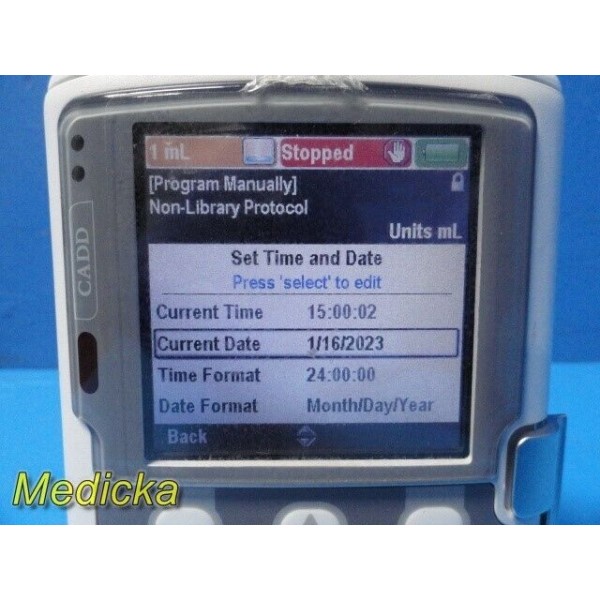 1 mL Stopped
[Program Manually]
Non-Library Protocol
Units mL
Set Time and Date
Press 'select' to edit
Current Time 15:00:02
Current Date 1/16/2023
Time Format 24:00:00
Date Format Month/Day/Year
Back
CADD
Medicka